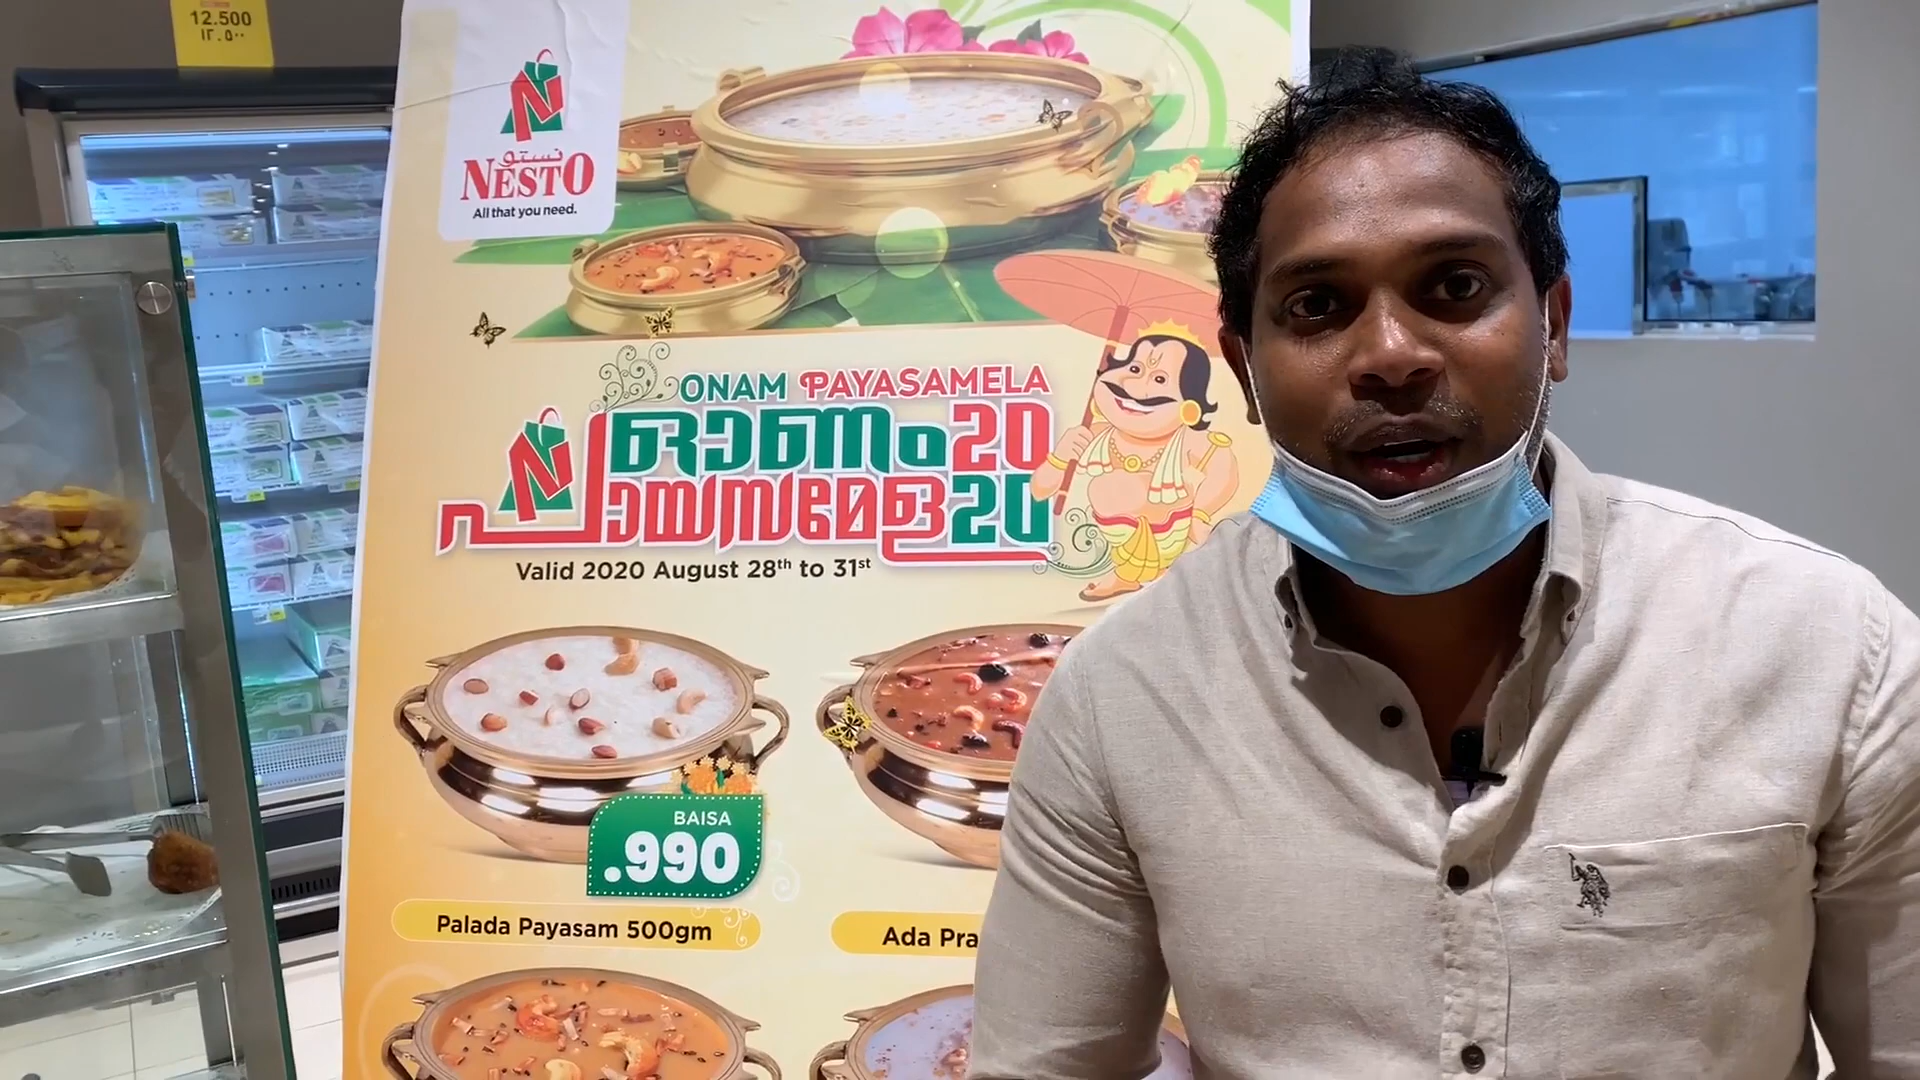 12.500
١٢.٥٠٠
نستو
NESTO
All that you need.
ONAM PAYASAMELA
ഓണം 20
പായസമേള 20
Valid 2020 August 28th to 31st
BAISA
.990
Palada Payasam 500gm
Ada Pra